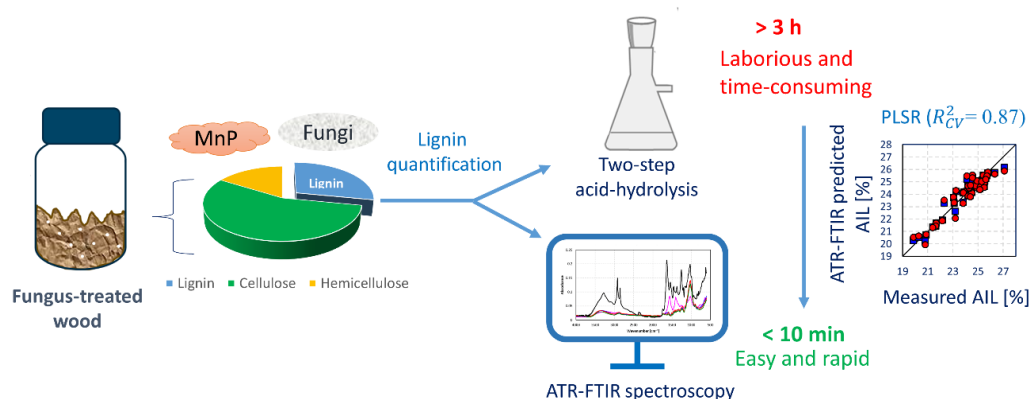 Fungus-treated
wood
MnP
Fungi
Lignin
Lignin
Cellulose
Hemicellulose
Lignin
quantification
Two-step
acid-hydrolysis
ATR-FTIR spectroscopy
> 3 h
Laborious and
time-consuming
< 10 min
Easy and rapid
PLSR (R²CV = 0.87)
ATR-FTIR predicted
AIL [%]
28
27
26
25
24
23
22
21
20
19
19
21
23
25
27
Measured AIL [%]